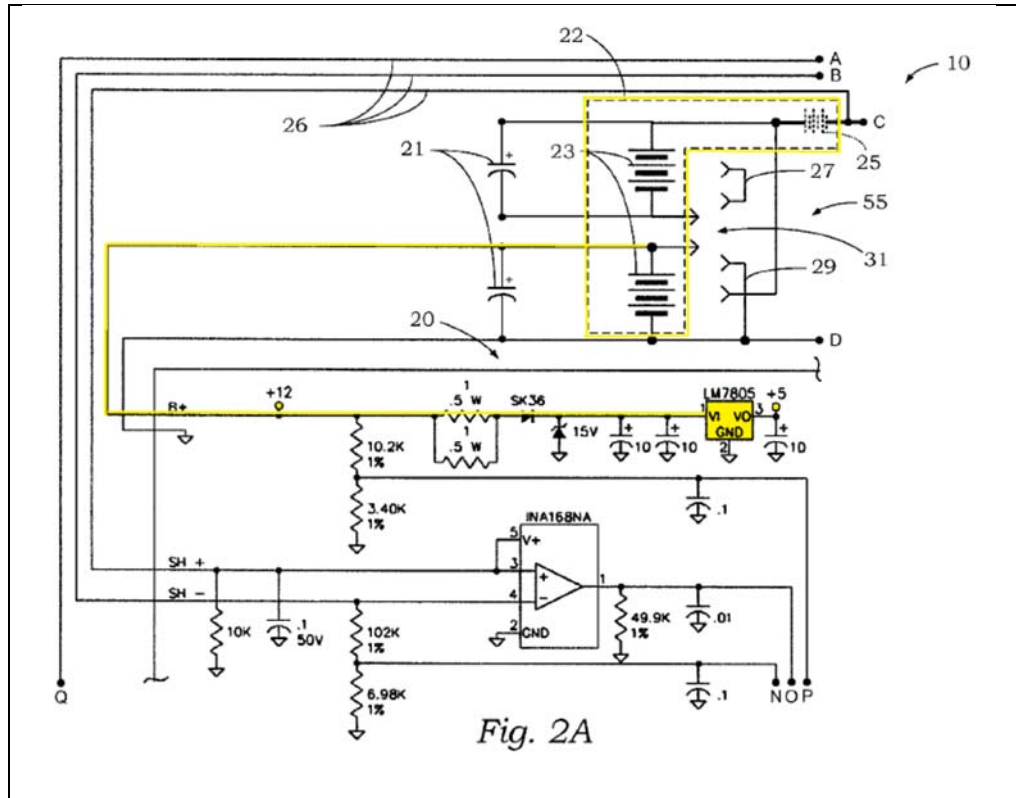 A
22
B
10
26
C
21
+
23
25
27
55
+
31
29
20
D
+12
B+
1
.5 W
SK36
LM7805
+5
1 VI VO 3
GND
2
1
.5 W
15V
+
10
+
10
+
10
10.2K
1%
3.40K
1%
.1
INA168NA
5 V+
SH +
3 +
1
SH -
4 -
10K
.1
50V
102K
1%
2 GND
49.9K
1%
.01
6.98K
1%
.1
Q
N O P
Fig. 2A